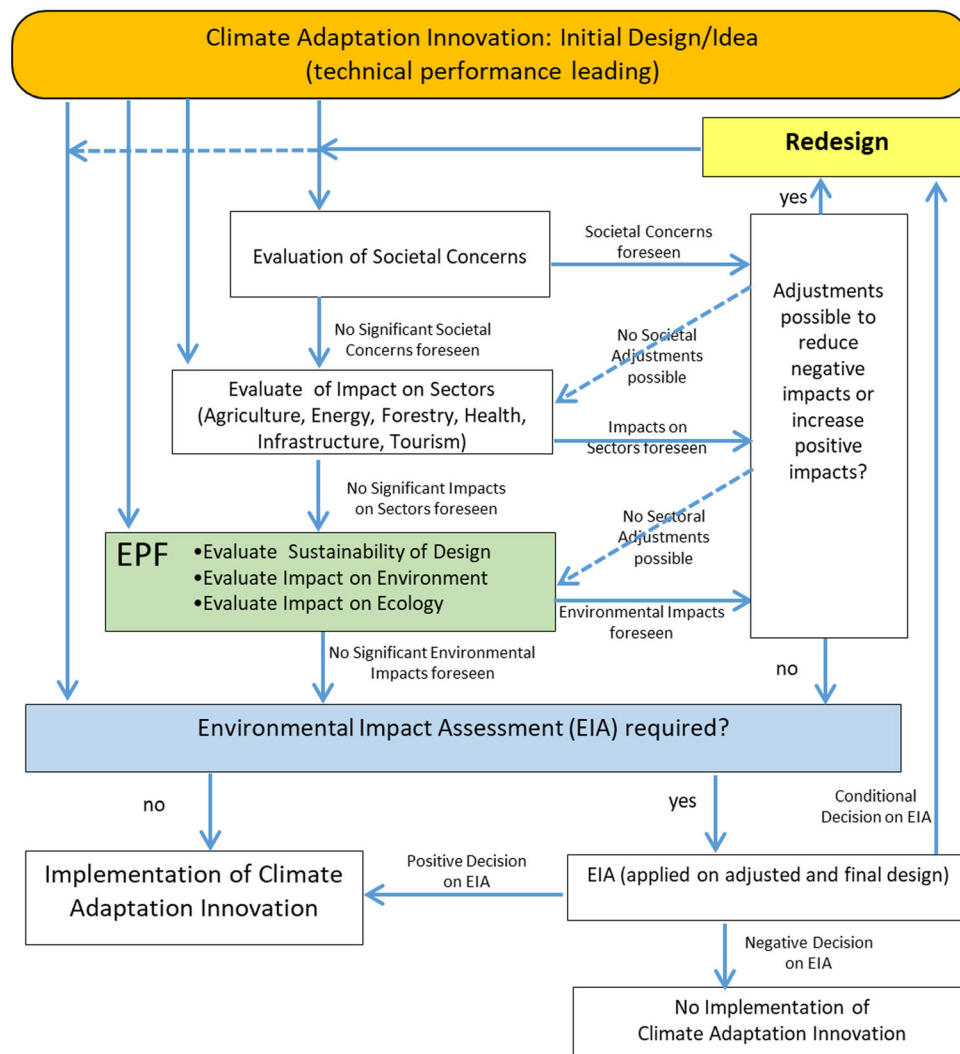 Climate Adaptation Innovation: Initial Design/Idea
(technical performance leading)
Redesign
yes
Societal Concerns
foreseen
Evaluation of Societal Concerns
Adjustments
possible to
reduce
negative
impacts or
increase
positive
impacts?
No Significant Societal
Concerns foreseen
No Societal
Adjustments
possible
Evaluate  of Impact on Sectors
(Agriculture, Energy, Forestry, Health,
Infrastructure, Tourism)
Impacts on
Sectors foreseen
No Significant Impacts
on Sectors foreseen
No Sectoral
Adjustments
possible
EPF
•Evaluate  Sustainability of Design
•Evaluate Impact on Environment
•Evaluate Impact on Ecology
Environmental Impacts
foreseen
No Significant Environmental
Impacts foreseen
no
Environmental Impact Assessment (EIA) required?
no
yes
Conditional
Decision on EIA
Implementation of Climate
Adaptation Innovation
Positive Decision
on EIA
EIA (applied on adjusted and final design)
Negative Decision
on EIA
No Implementation of
Climate Adaptation Innovation